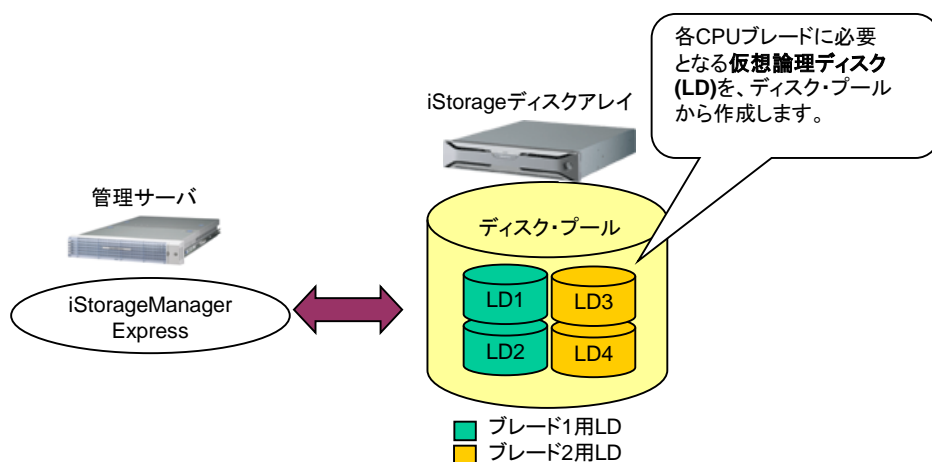 各CPUブレードに必要
となる仮想論理ディスク
(LD)を、ディスク・プール
から作成します。
iStorageディスクアレイ
管理サーバ
ディスク・プール
iStorageManager
Express
LD1
LD3
LD2
LD4
ブレード1用LD
ブレード2用LD